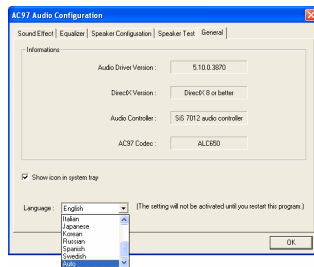 AC97 Audio Configuration
Sound Effect Equalizer Speaker Configuration Speaker Test General
Informations
Audio Driver Version : 5.10.0.3870
DirectX Version : DirectX 8 or better
Audio Controller : SiS 7012 audio controller
AC97 Codec : ALC650
Show icon in system tray
Language : English (The setting will not be activated until you restart this program.)
Italian
Japanese
Korean
Russian
Spanish
Swedish
Auto
OK